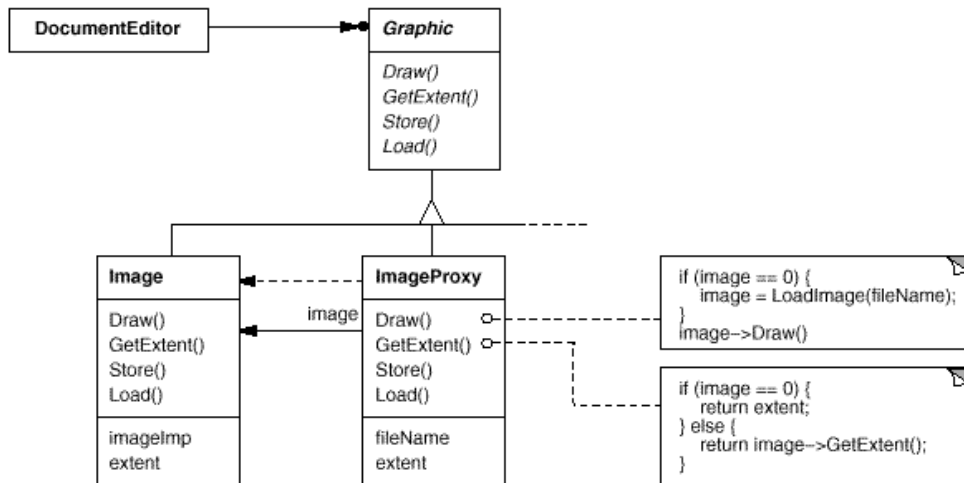 DocumentEditor
Graphic
Draw()
GetExtent()
Store()
Load()
Image
Draw()
GetExtent()
Store()
Load()
imageImp
extent
image
ImageProxy
Draw()
GetExtent()
Store()
Load()
fileName
extent
if (image == 0) {
image = LoadImage(fileName);
}
image->Draw()
if (image == 0) {
return extent;
} else {
return image->GetExtent();
}